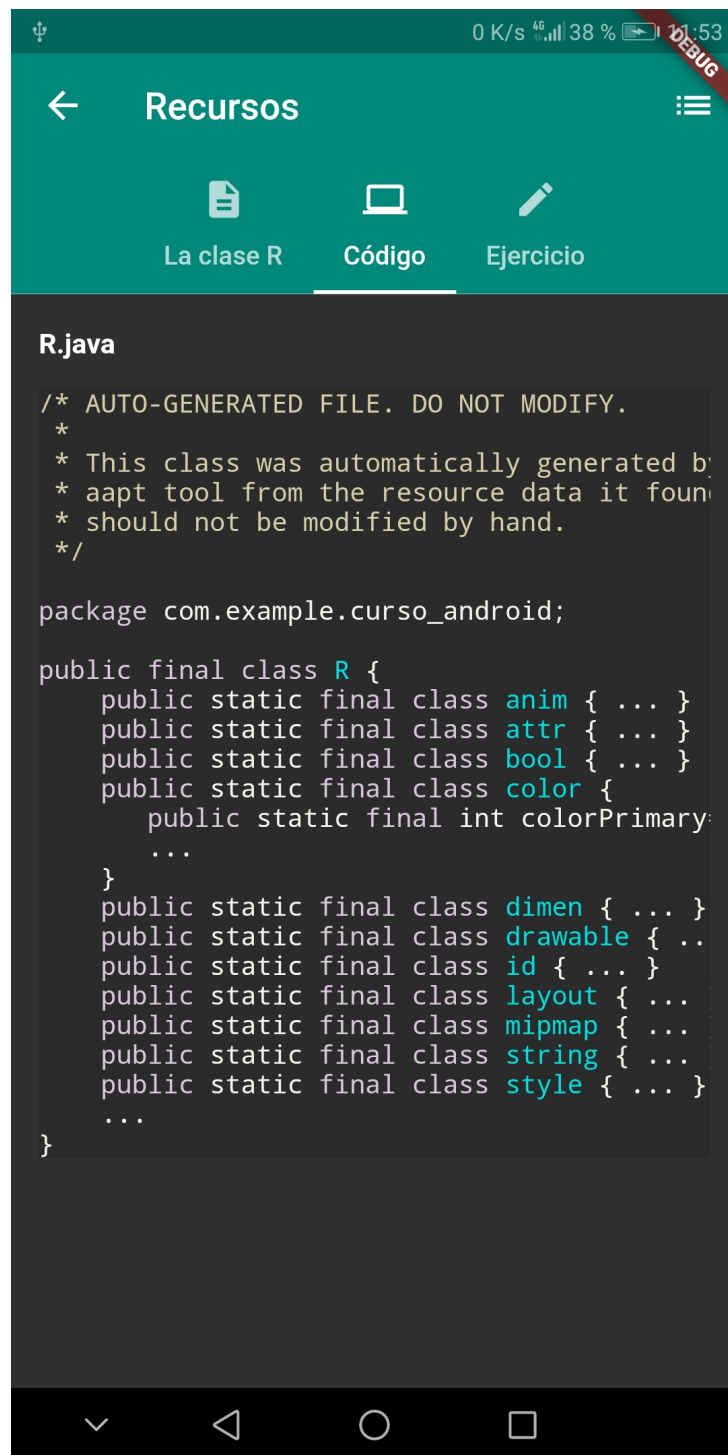 0 K/s 4G 38 % 11:53
DEBUG
Recursos
La clase R Código Ejercicio
R.java
/* AUTO-GENERATED FILE. DO NOT MODIFY.
*
* This class was automatically generated
* aapt tool from the resource data it
* should not be modified by hand.
*/
package com.example.curso_android;
public final class R {
public static final class anim { ... }
public static final class attr { ... }
public static final class bool { ... }
public static final class color {
public static final int colorPrimary
...
}
public static final class dimen { ... }
public static final class drawable { ..
public static final class id { ... }
public static final class layout { ...
public static final class mipmap { ...
public static final class string { ...
public static final class style { ... }
...
}